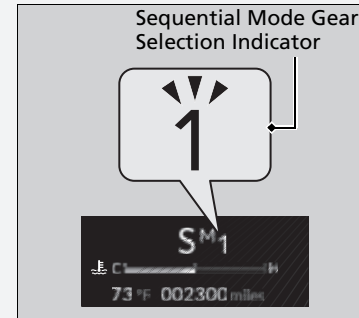 Sequential Mode Gear
Selection Indicator
1
SM1
C H
73 °F 002300 miles